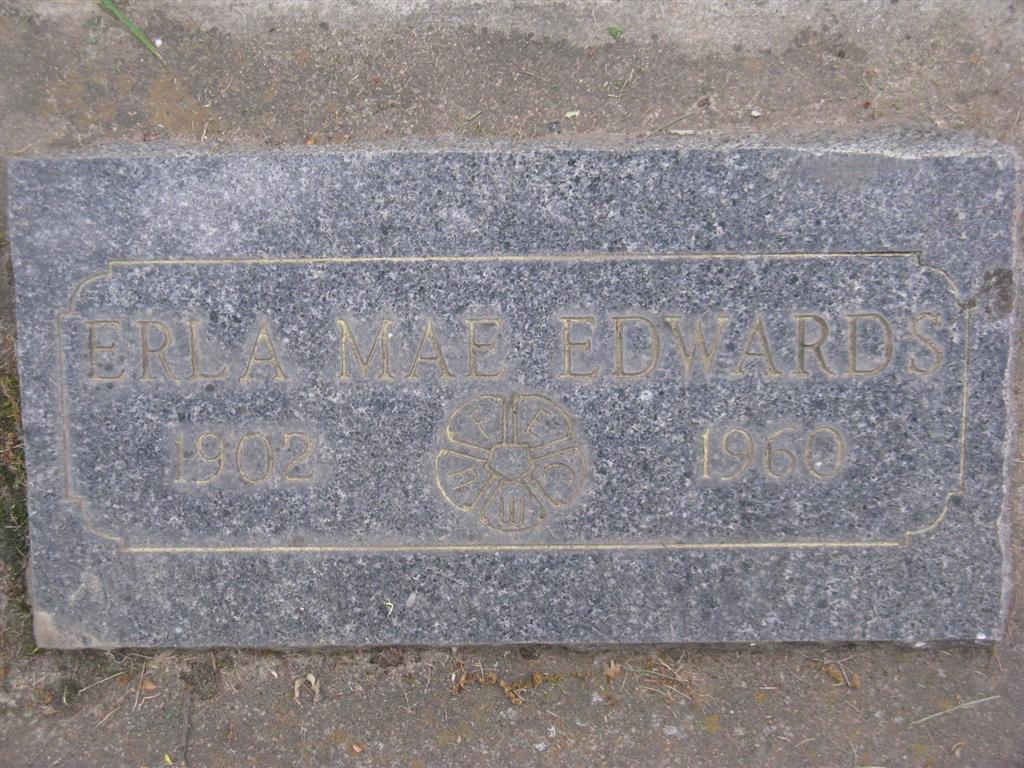 ERLA MAE EDWARDS
1902 1960
F E C M U